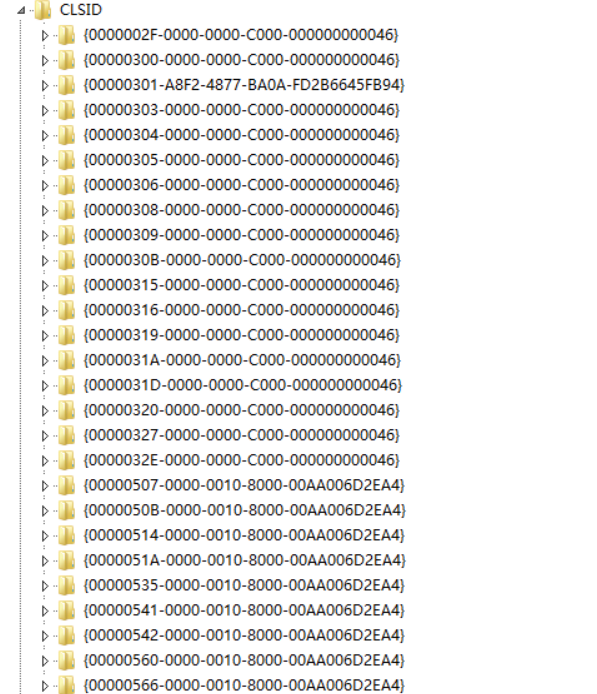 CLSID
{0000002F-0000-0000-C000-000000000046}
{00000300-0000-0000-C000-000000000046}
{00000301-A8F2-4877-BA0A-FD2B6645FB94}
{00000303-0000-0000-C000-000000000046}
{00000304-0000-0000-C000-000000000046}
{00000305-0000-0000-C000-000000000046}
{00000306-0000-0000-C000-000000000046}
{00000308-0000-0000-C000-000000000046}
{00000309-0000-0000-C000-000000000046}
{0000030B-0000-0000-C000-000000000046}
{00000315-0000-0000-C000-000000000046}
{00000316-0000-0000-C000-000000000046}
{00000319-0000-0000-C000-000000000046}
{0000031A-0000-0000-C000-000000000046}
{0000031D-0000-0000-C000-000000000046}
{00000320-0000-0000-C000-000000000046}
{00000327-0000-0000-C000-000000000046}
{0000032E-0000-0000-C000-000000000046}
{00000507-0000-0010-8000-00AA006D2EA4}
{0000050B-0000-0010-8000-00AA006D2EA4}
{00000514-0000-0010-8000-00AA006D2EA4}
{0000051A-0000-0010-8000-00AA006D2EA4}
{00000535-0000-0010-8000-00AA006D2EA4}
{00000541-0000-0010-8000-00AA006D2EA4}
{00000542-0000-0010-8000-00AA006D2EA4}
{00000560-0000-0010-8000-00AA006D2EA4}
{00000566-0000-0010-8000-00AA006D2EA4}